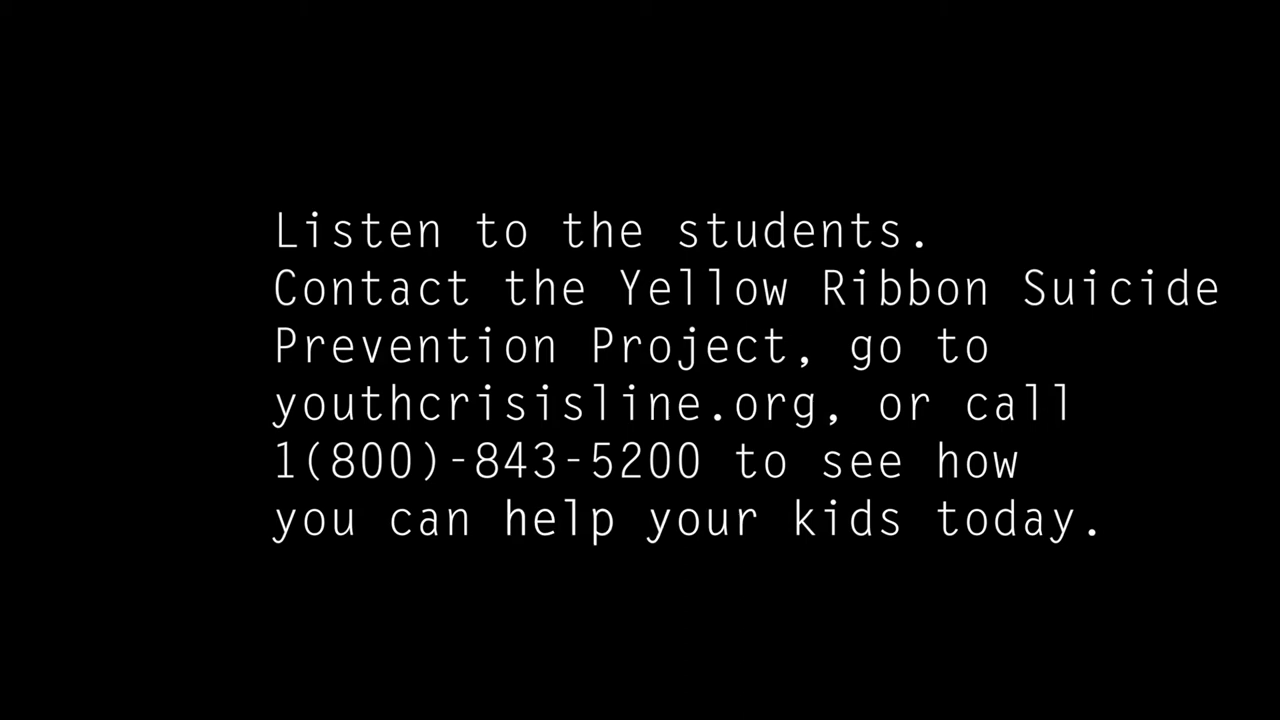 Listen to the students.
Contact the Yellow Ribbon Suicide
Prevention Project, go to
youthcrisisline.org, or call
1(800)-843-5200 to see how
you can help your kids today.